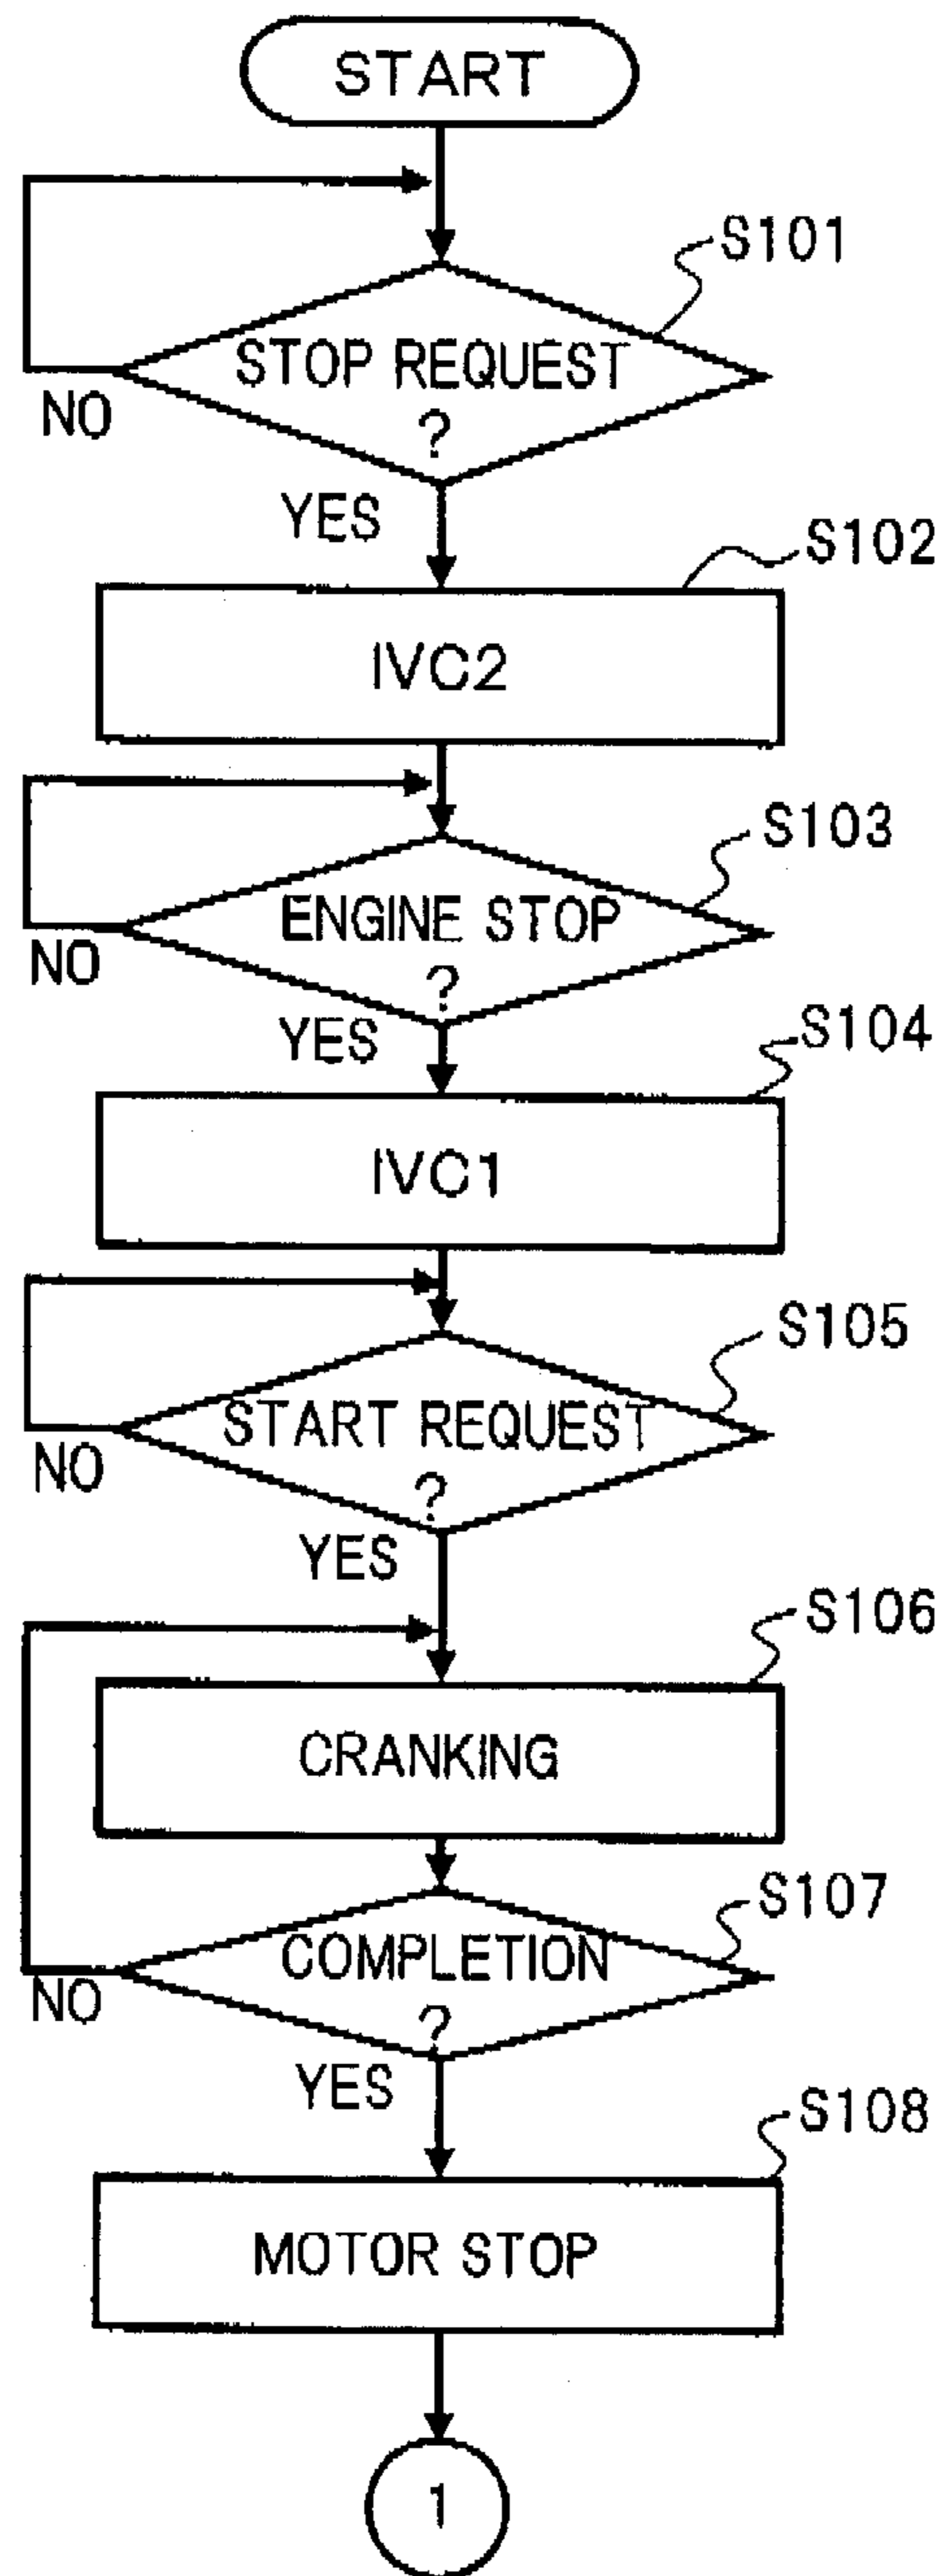 START
S101
STOP REQUEST
?
NO
YES
S102
IVC2
S103
ENGINE STOP
?
NO
YES
S104
IVC1
S105
START REQUEST
?
NO
YES
S106
CRANKING
S107
COMPLETION
?
NO
YES
S108
MOTOR STOP
1